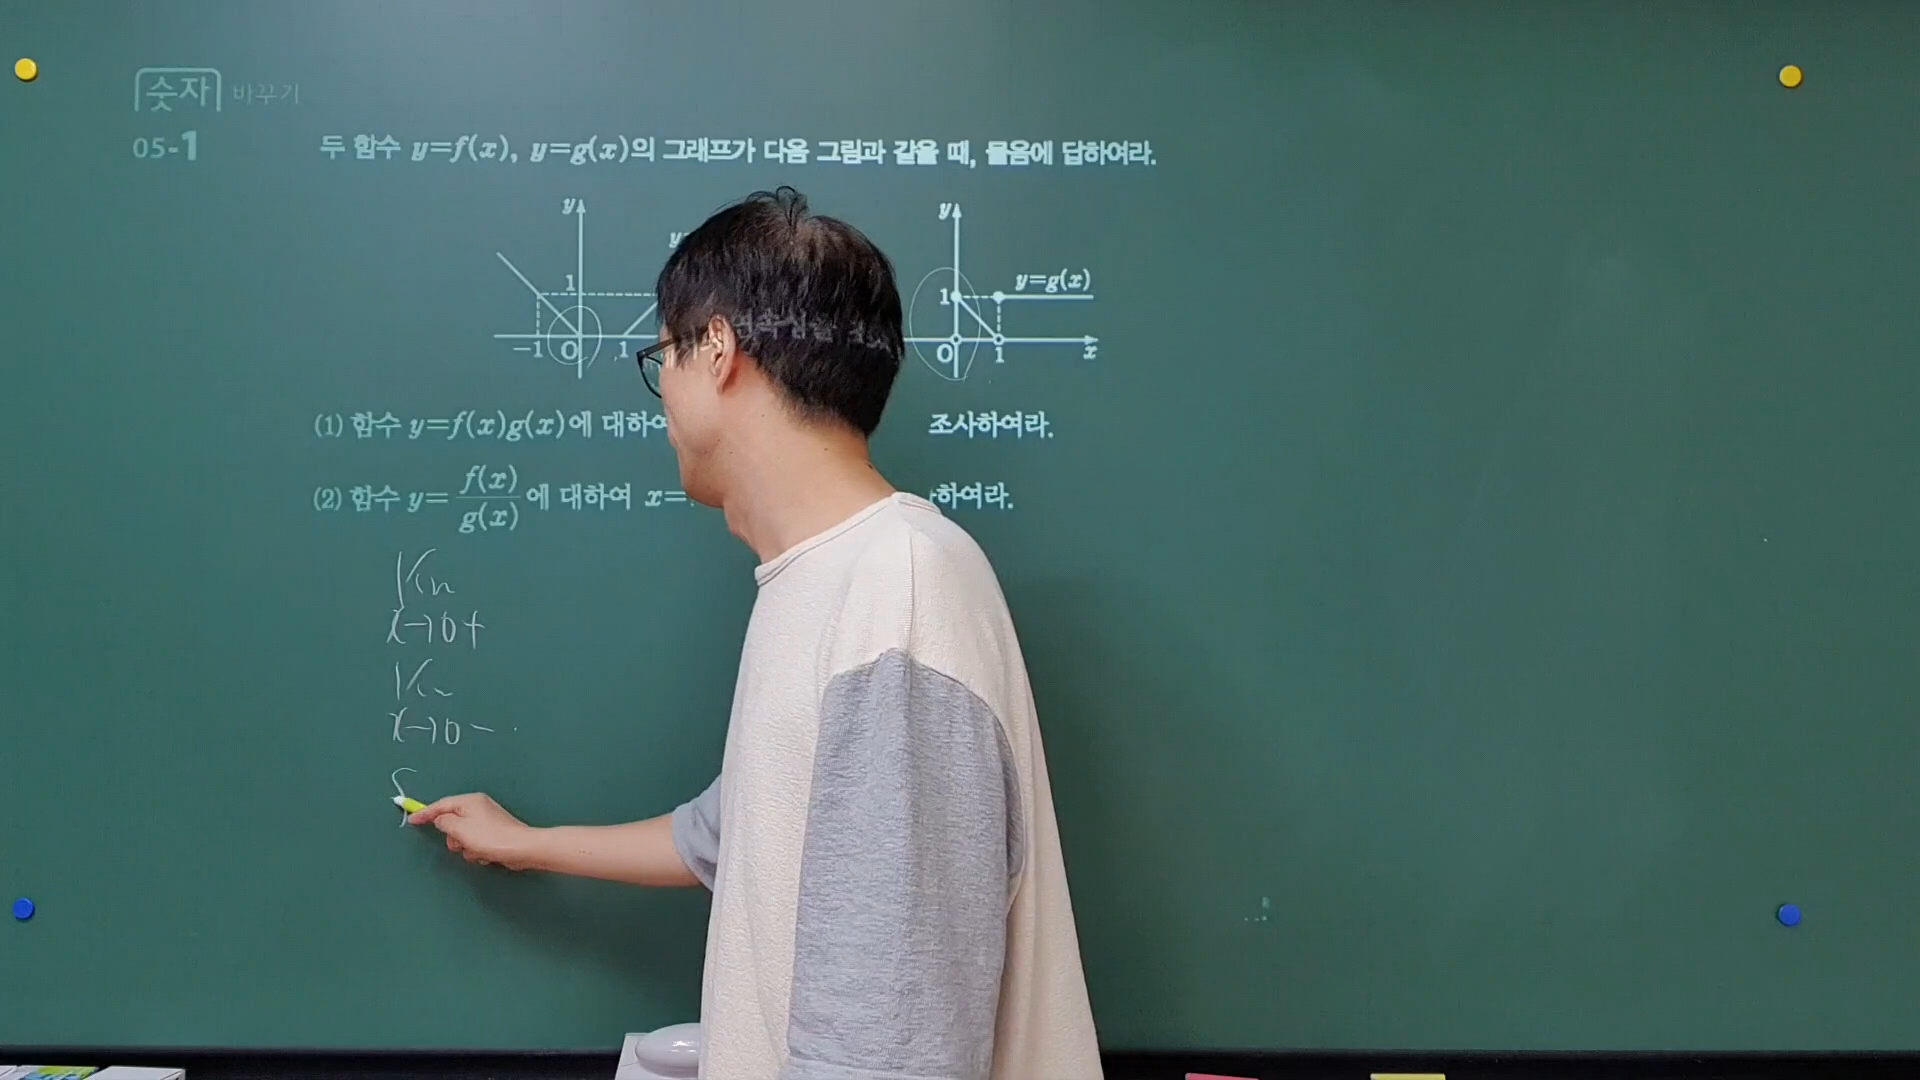 숫자 바꾸기
05-1
두 함수 y=f(x), y=g(x)의 그래프가 다음 그림과 같을 때, 물음에 답하여라.
y
1
-1 O 1
y
y=g(x)
1
O 1 x
(1) 함수 y=f(x)g(x)에 대하여 조사하여라.
(2) 함수 y=f(x)/g(x)에 대하여 x= 하여라.
lim
x→0+
lim
x→0-